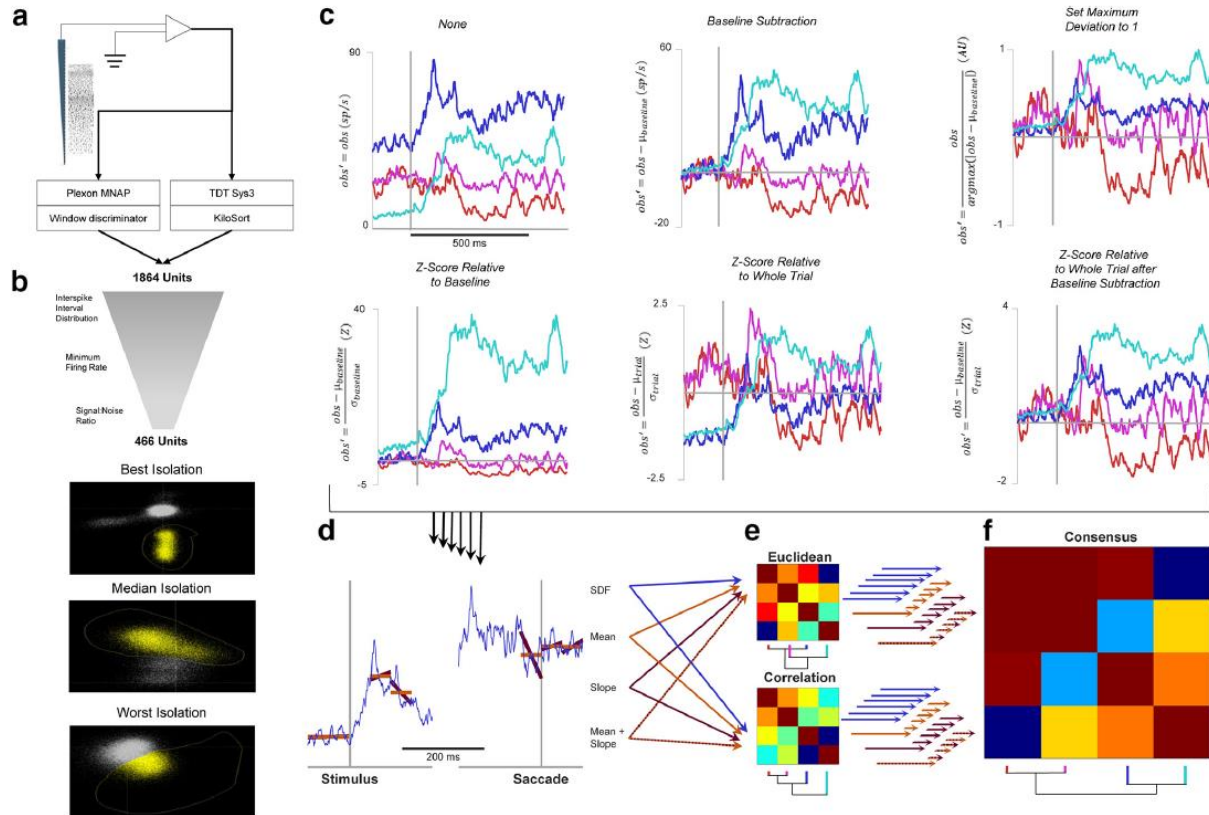 a
Plexon MNAP
TDT Sys3
Window discriminator
KiloSort
1864 Units
b
Interspike
Interval
Distribution
Minimum
Firing Rate
Signal:Noise
Ratio
466 Units
Best Isolation
Median Isolation
Worst Isolation
c
None
90
obs' = obs (sp/s)
0
500 ms
Baseline Subtraction
60
obs' = obs − μbaseline (sp/s)
-20
Set Maximum
Deviation to 1
1
obs' = obs / argmax(|obs − μbaseline|) (AU)
-1
Z-Score Relative
to Baseline
40
obs' = obs − μbaseline / σbaseline (Z)
-5
Z-Score Relative
to Whole Trial
2.5
obs' = obs − μtrial / σtrial (Z)
-2.5
Z-Score Relative
to Whole Trial after
Baseline Subtraction
4
obs' = obs − μbaseline / σtrial (Z)
-2
d
200 ms
Stimulus
Saccade
SDF
Mean
Slope
Mean +
Slope
e
Euclidean
Correlation
f
Consensus